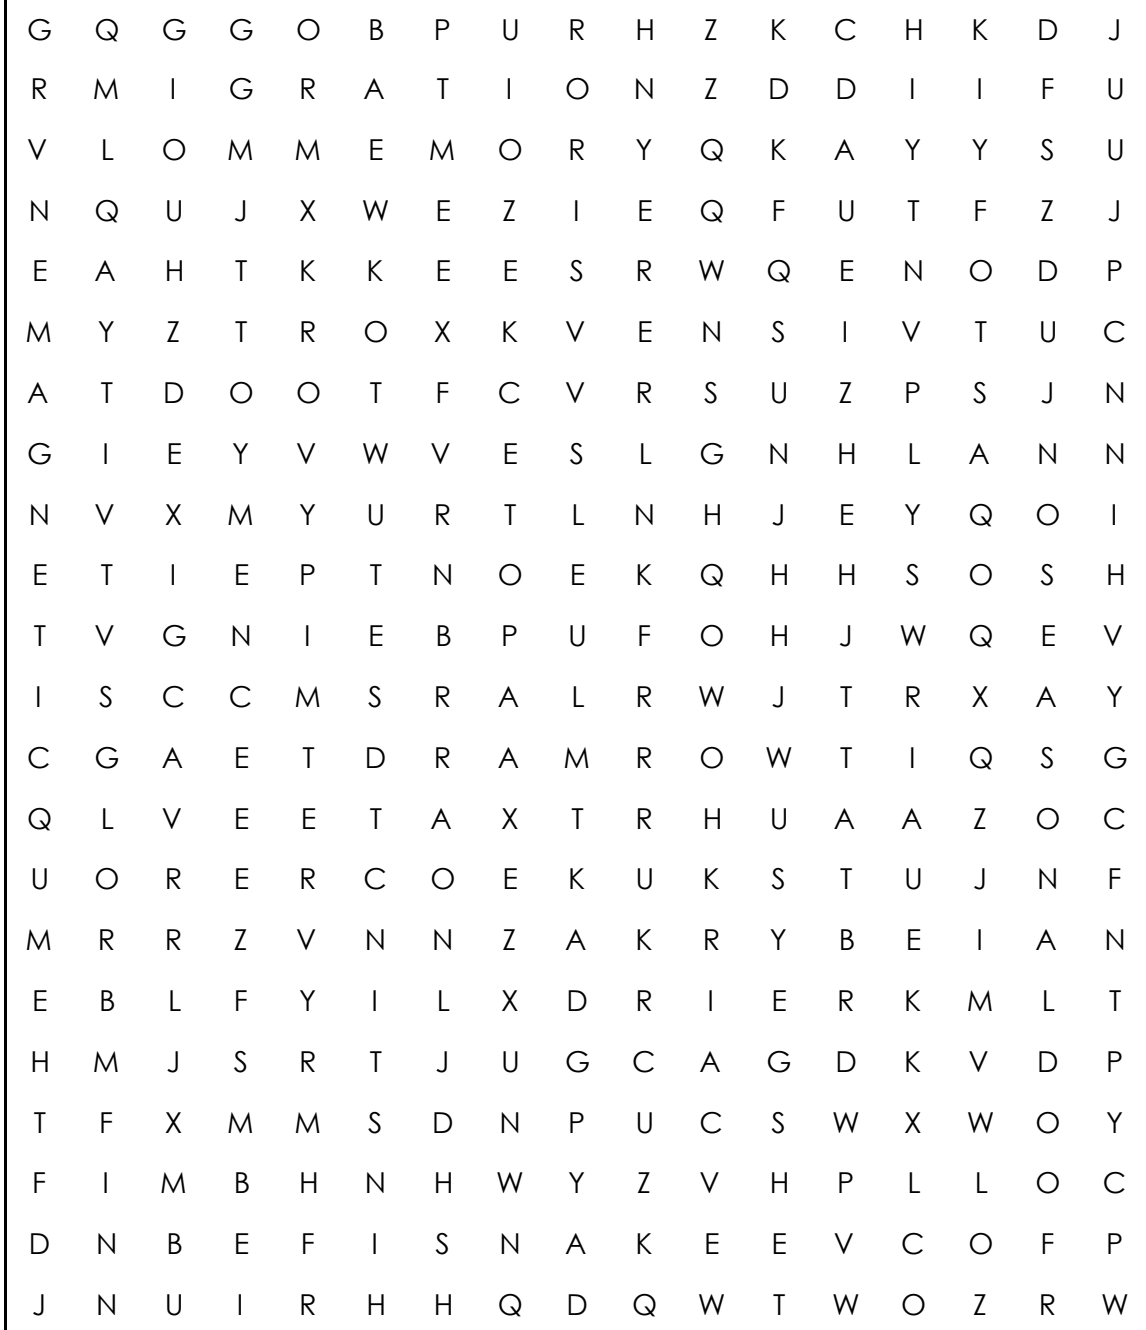 G Q G G O B P U R H Z K C H K D J
R M I G R A T I O N Z D D I I F U
V L O M M E M O R Y Q K A Y Y S U
N Q U J X W E Z I E Q F U T F Z J
E A H T K K E E S R W Q E N O D P
M Y Z T R O X K V E N S I V T U C
A T D O O T F C V R S U Z P S J N
G I E Y V W V E S L G N H L A N N
N V X M Y U R T L N H J E Y Q O I
E T I E P T N O E K Q H H S O S H
T V G N I E B P U F O H J W Q E V
I S C C M S R A L R W J T R X A Y
C G A E T D R A M R O W T I Q S G
Q L V E E T A X T R H U A A Z O C
U O R E R C O E K U K S T U J N F
M R R Z V N N Z A K R Y B E I A N
E B L F Y I L X D R I E R K M L T
H M J S R T J U G C A G D K V D P
T F X M M S D N P U C S W X W O Y
F I M B H N H W Y Z V H P L L O C
D N B E F I S N A K E E V C O F P
J N U I R H H Q D Q W T W O Z R W